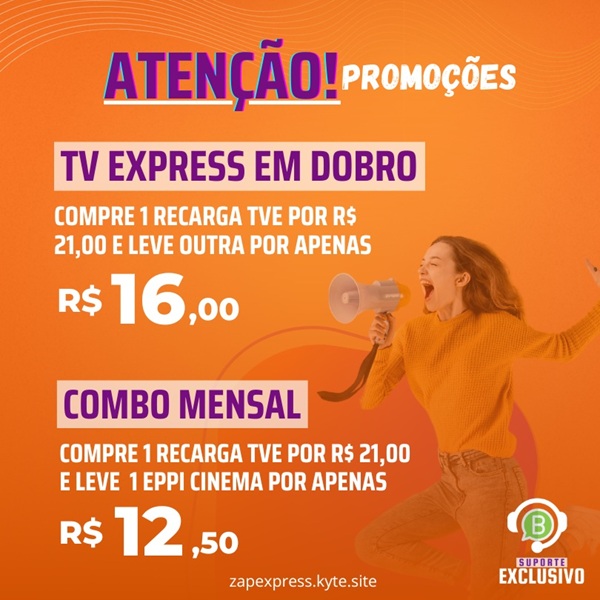 ATENÇÃO! PROMOÇÕES
TV EXPRESS EM DOBRO
COMPRE 1 RECARGA TVE POR R$
21,00 E LEVE OUTRA POR APENAS
R$ 16,00
COMBO MENSAL
COMPRE 1 RECARGA TVE POR R$ 21,00
E LEVE 1 EPPI CINEMA POR APENAS
R$ 12,50
B
SUPORTE
EXCLUSIVO
zapexpress.kyte.site